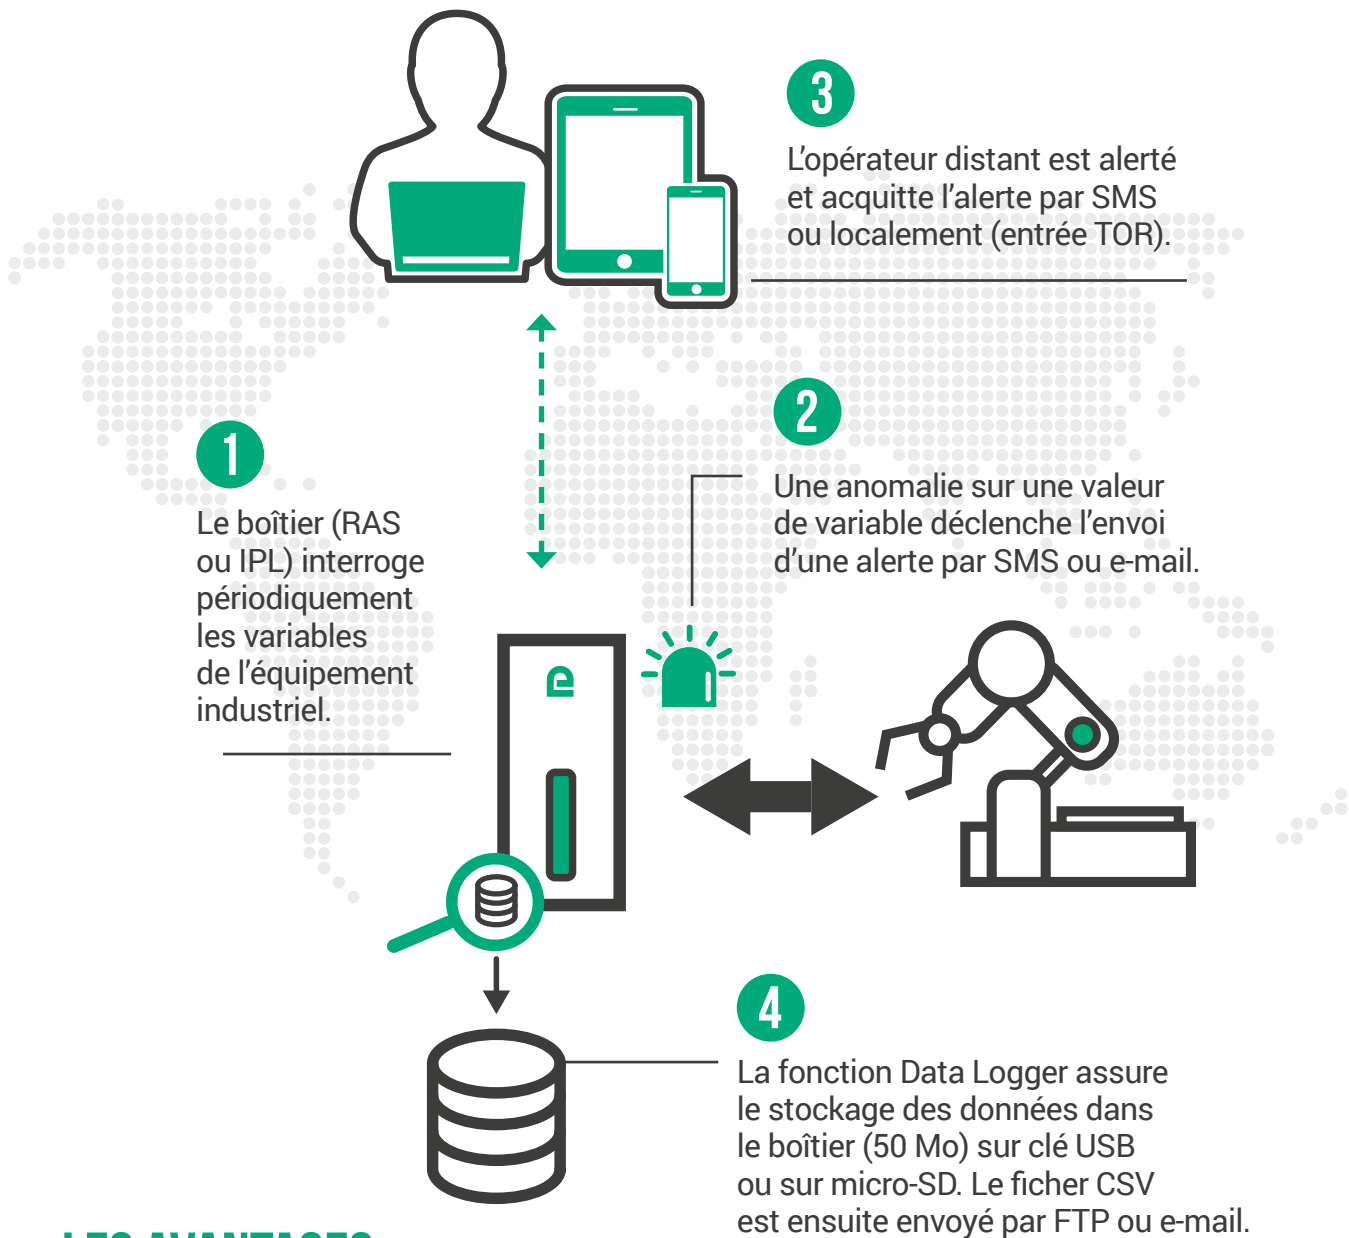 1
Le boîtier (RAS
ou IPL) interroge
périodiquement
les variables
de l’équipement
industriel.
2
Une anomalie sur une valeur
de variable déclenche l’envoi
d’une alerte par SMS ou e-mail.
3
L’opérateur distant est alerté
et acquitte l’alerte par SMS
ou localement (entrée TOR).
4
La fonction Data Logger assure
le stockage des données dans
le boîtier (50 Mo) sur clé USB
ou sur micro-SD. Le ficher CSV
est ensuite envoyé par FTP ou e-mail.
LES AVANTAGES